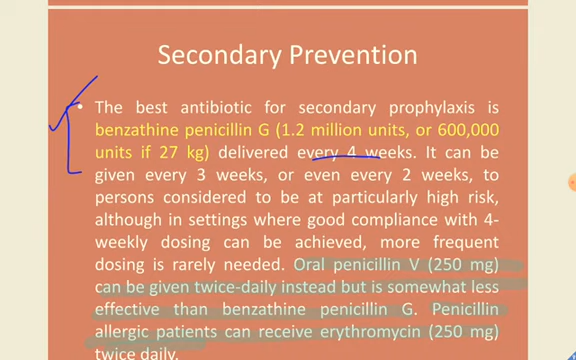 Secondary Prevention
• The best antibiotic for secondary prophylaxis is
benzathine penicillin G (1.2 million units, or 600,000
units if 27 kg) delivered every 4 weeks. It can be
given every 3 weeks, or even every 2 weeks, to
persons considered to be at particularly high risk,
although in settings where good compliance with 4-
weekly dosing can be achieved, more frequent
dosing is rarely needed. Oral penicillin V (250 mg)
can be given twice-daily instead but is somewhat less
effective than benzathine penicillin G. Penicillin
allergic patients can receive erythromycin (250 mg)
twice daily.